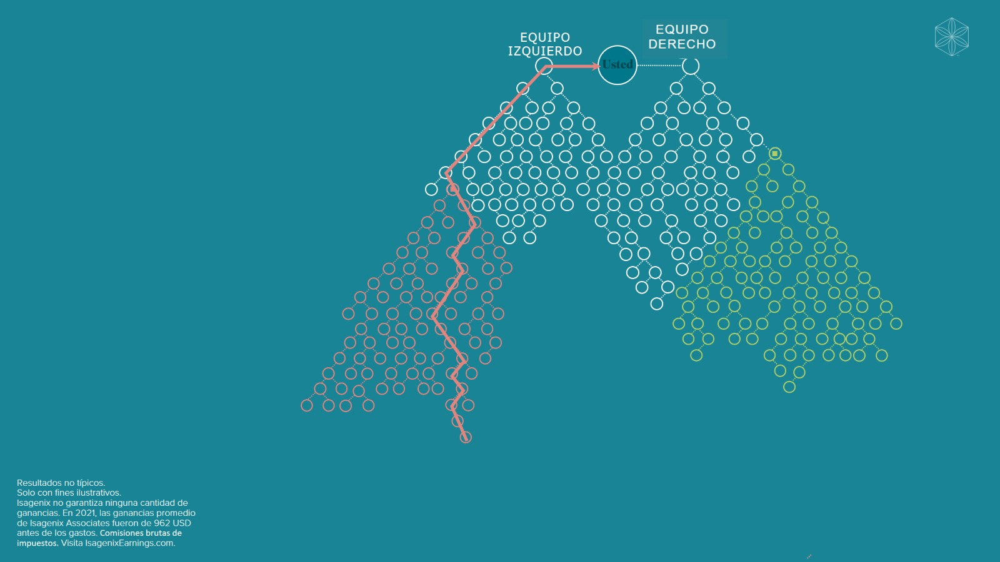 EQUIPO
IZQUIERDO
EQUIPO
DERECHO
Usted
Resultados no típicos.
Solo con fines ilustrativos.
Isagenix no garantiza ninguna cantidad de
ganancias. En 2021, las ganancias promedio
de Isagenix Associates fueron de 962 USD
antes de los gastos. Comisiones brutas de
impuestos. Visita IsagenixEarnings.com.